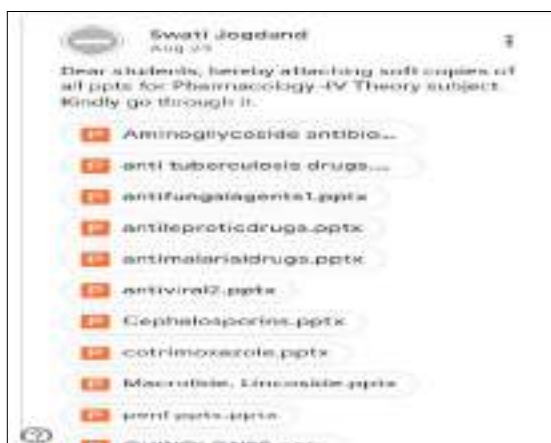 Swati Jogdand
Aug 29
Dear students, hereby attaching soft copies of
all ppts for Pharmacology -IV Theory subject.
Kindly go through it.
Aminoglycoside antibio...
anti tuberculosis drugs....
antifungalagents1.pptx
antileproticdrugs.pptx
antimalarialdrugs.pptx
antiviral2.pptx
Cephalosporins.pptx
cotrimoxazole.pptx
Macrolide, Lincoside.pptx
ppts.pptx